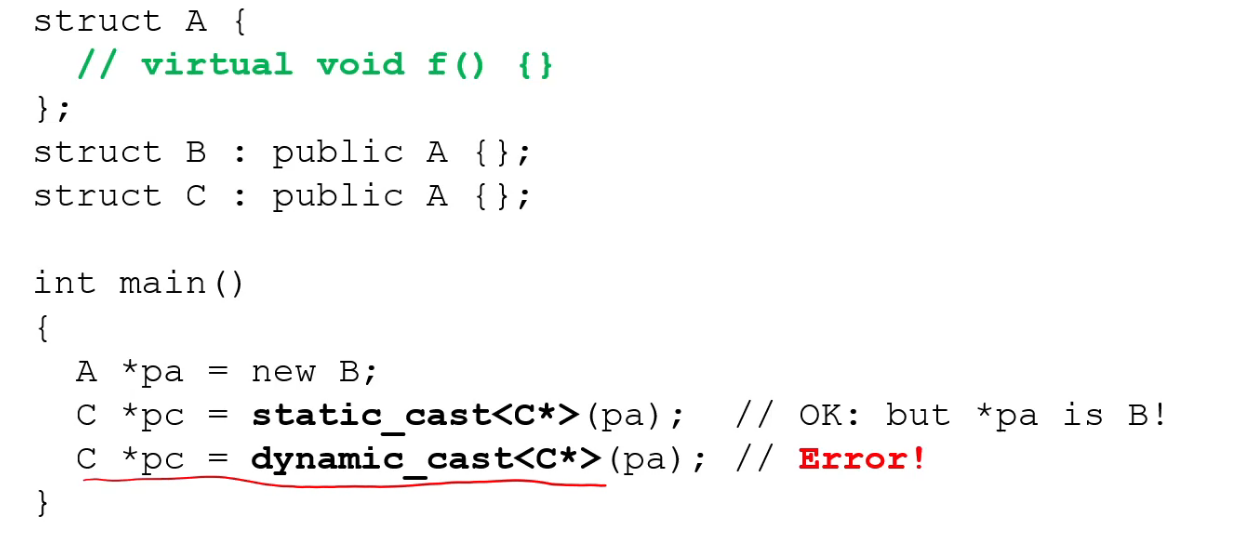 struct A {
  // virtual void f() {}
};
struct B : public A {};
struct C : public A {};

int main()
{
  A *pa = new B;
  C *pc = static_cast<C*>(pa);  // OK: but *pa is B!
  C *pc = dynamic_cast<C*>(pa); // Error!
}